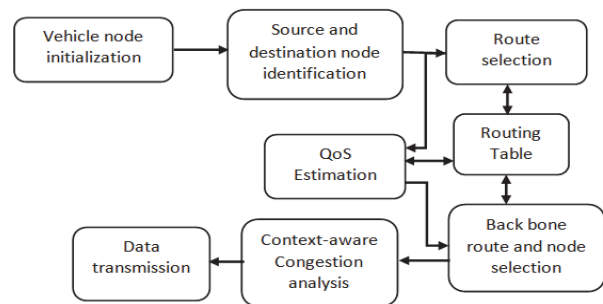 Vehicle node
initialization
Source and
destination node
identification
Route
selection
QoS
Estimation
Routing
Table
Data
transmission
Context-aware
Congestion
analysis
Back bone
route and node
selection